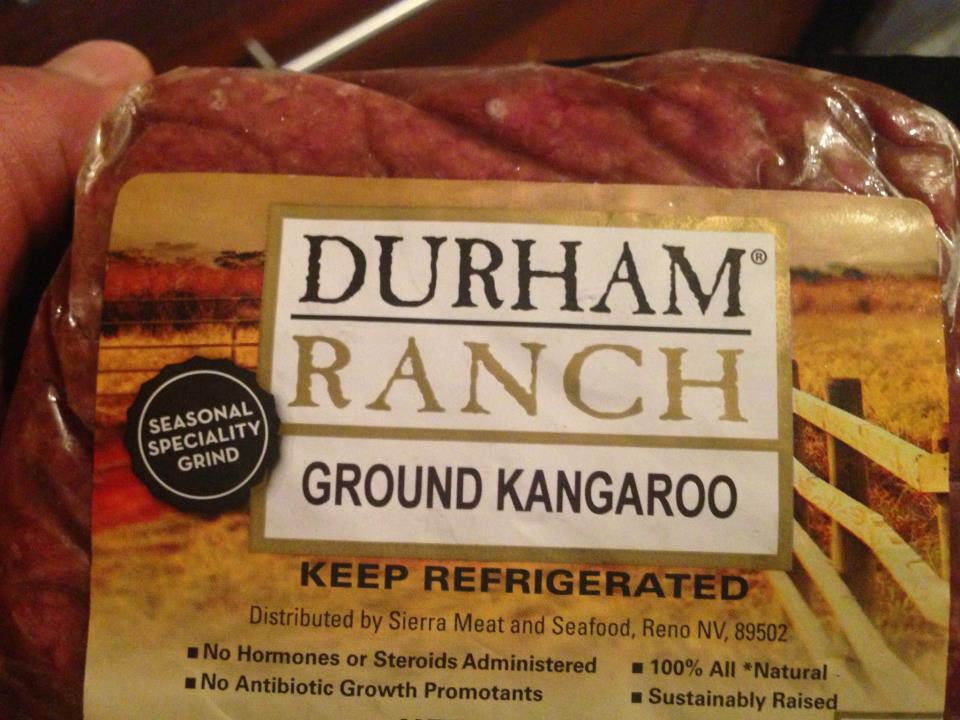 DURHAM®
RANCH
SEASONAL
SPECIALITY
GRIND
GROUND KANGAROO
KEEP REFRIGERATED
Distributed by Sierra Meat and Seafood, Reno NV, 89502
■ No Hormones or Steroids Administered
■ No Antibiotic Growth Promotants
■ 100% All *Natural
■ Sustainably Raised